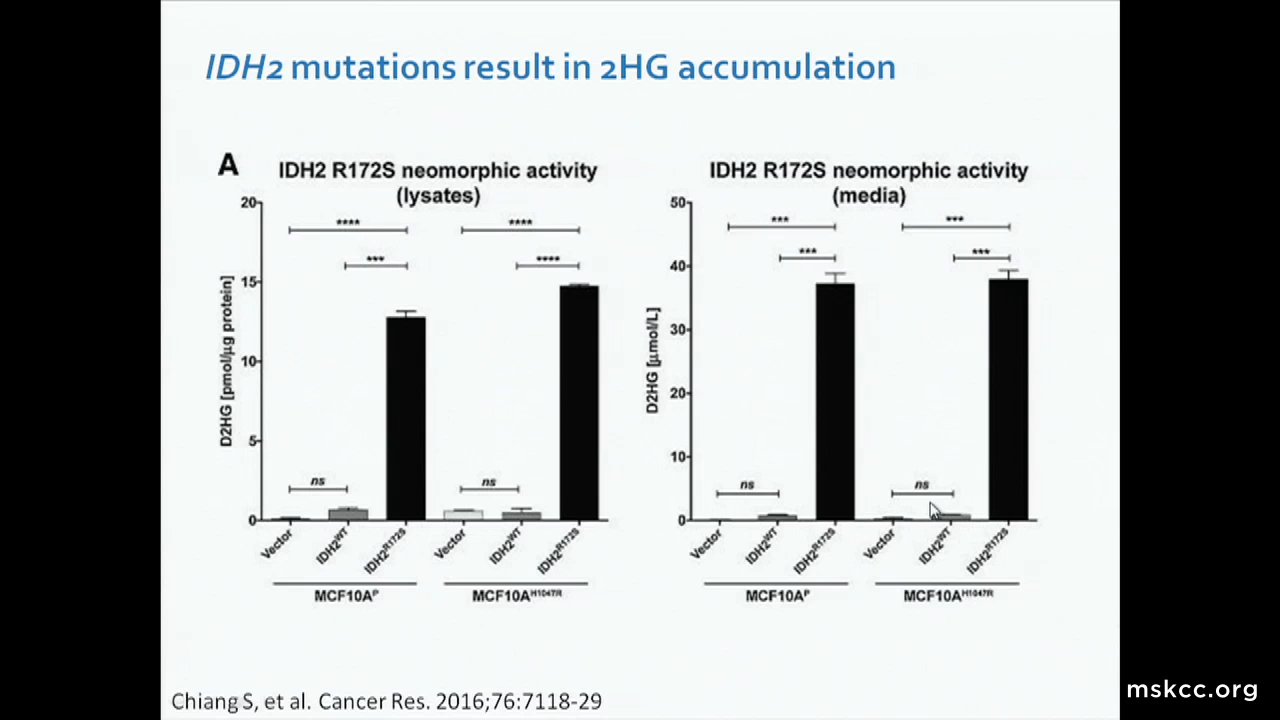 IDH2 mutations result in 2HG accumulation
A
IDH2 R172S neomorphic activity
(lysates)
20
15
10
5
0
D2HG [pmol/µg protein]
****
****
***
****
ns
ns
Vector
IDH2WT
IDH2R172S
Vector
IDH2WT
IDH2R172S
MCF10AP
MCF10AH1047R
IDH2 R172S neomorphic activity
(media)
50
40
30
20
10
0
D2HG [µmol/L]
***
***
***
***
ns
ns
Vector
IDH2WT
IDH2R172S
Vector
IDH2WT
IDH2R172S
MCF10AP
MCF10AH1047R
Chiang S, et al. Cancer Res. 2016;76:7118-29
mskcc.org